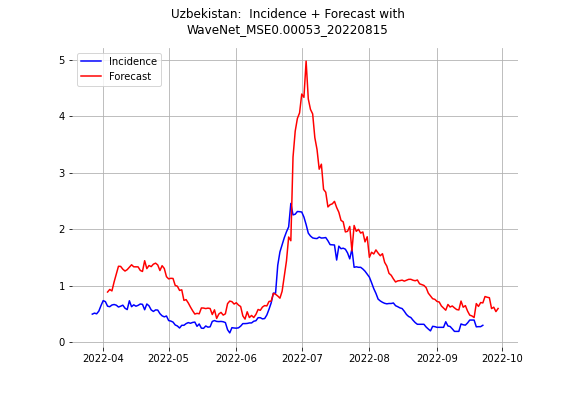 Uzbekistan:  Incidence + Forecast with
WaveNet_MSE0.00053_20220815
Incidence
Forecast
5
4
3
2
1
0
2022-04 2022-05 2022-06 2022-07 2022-08 2022-09 2022-10